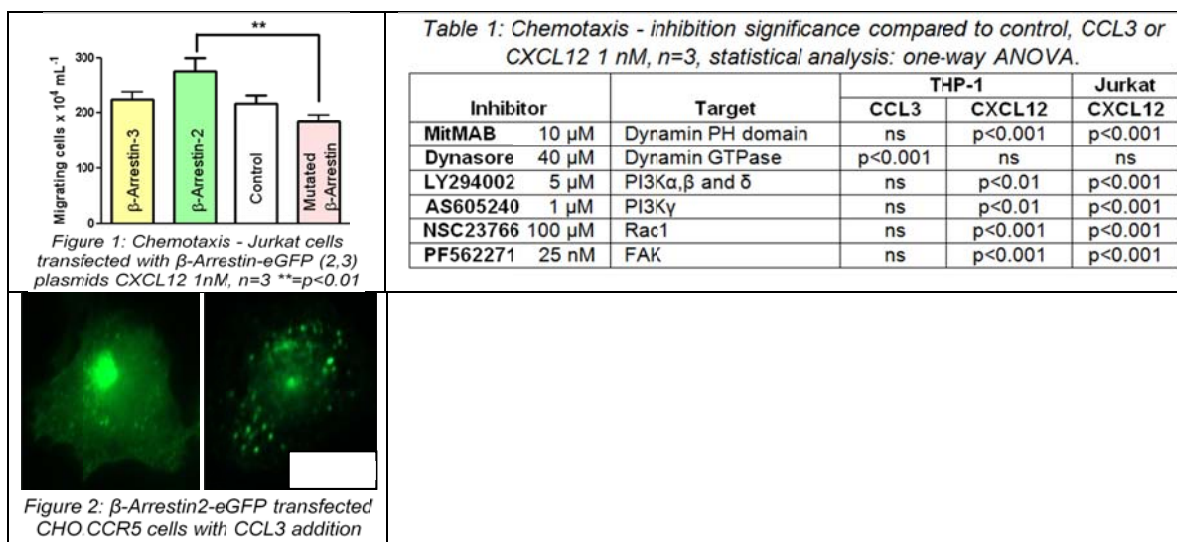 **
300
200
100
0
Migrating cells x 10⁴ mL⁻¹
β-Arrestin-3
β-Arrestin-2
Control
Mutated
β-Arrestin
Figure 1: Chemotaxis - Jurkat cells
transfected with β-Arrestin-eGFP (2,3)
plasmids CXCL12 1nM, n=3 **=p<0.01
Table 1: Chemotaxis - inhibition significance compared to control, CCL3 or
CXCL12 1 nM, n=3, statistical analysis: one-way ANOVA.
Inhibitor Target THP-1 Jurkat
CCL3 CXCL12 CXCL12
MitMAB 10 µM Dynamin PH domain ns p<0.001 p<0.001
Dynasore 40 µM Dynamin GTPase p<0.001 ns ns
LY294002 5 µM PI3Kα,β and δ ns p<0.01 p<0.001
AS605240 1 µM PI3Kγ ns p<0.01 p<0.001
NSC23766 100 µM Rac1 ns p<0.001 p<0.001
PF562271 25 nM FAK ns p<0.001 p<0.001
Figure 2: β-Arrestin2-eGFP transfected
CHO.CCR5 cells with CCL3 addition